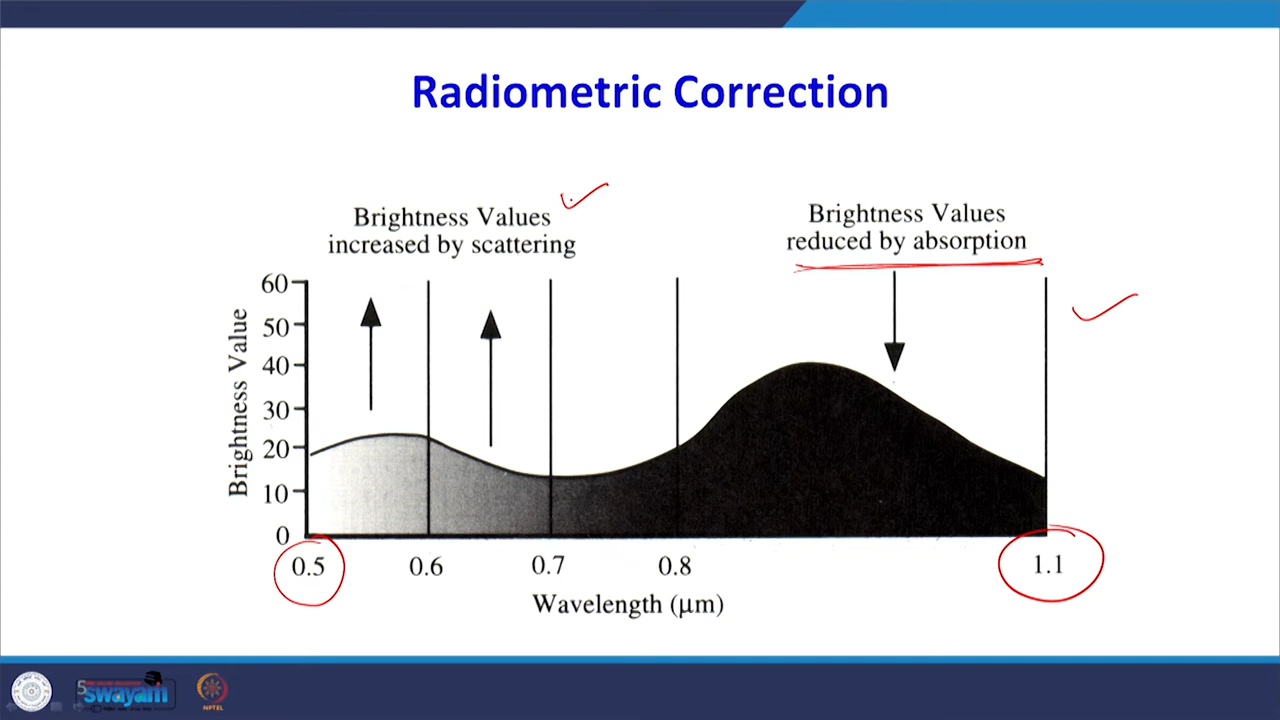 Radiometric Correction
Brightness Values
increased by scattering
Brightness Values
reduced by absorption
60
50
40
30
20
10
0
Brightness Value
0.5
0.6
0.7
0.8
1.1
Wavelength (μm)
5
swayam
NPTEL